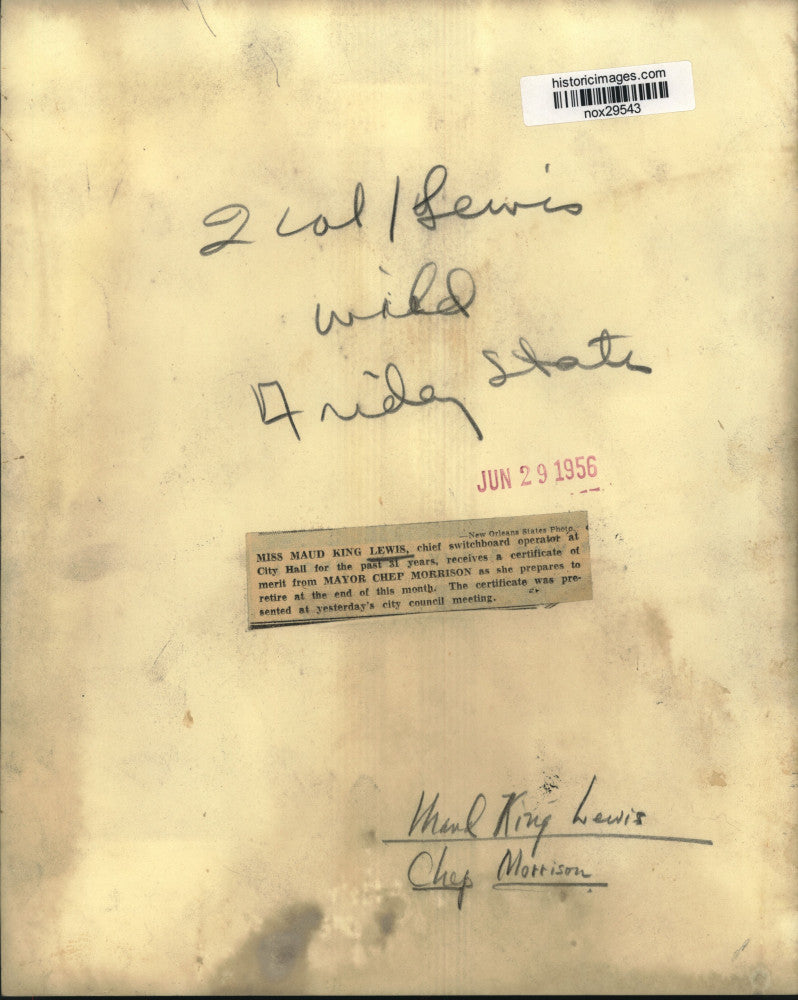 historicimages.com
nox29543
2 col / Lewis
wild
Friday States
JUN 29 1956
—New Orleans States Photo.
MISS MAUD KING LEWIS, chief switchboard operator at
City Hall for the past 31 years, receives a certificate of
merit from MAYOR CHEP MORRISON as she prepares to
retire at the end of this month. The certificate was pre-
sented at yesterday's city council meeting.
Maud King Lewis
Chep Morrison